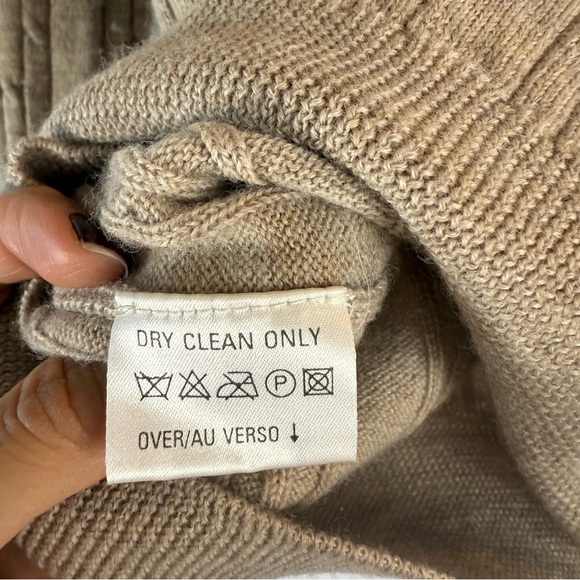 DRY CLEAN ONLY
P
OVER/AU VERSO ↓